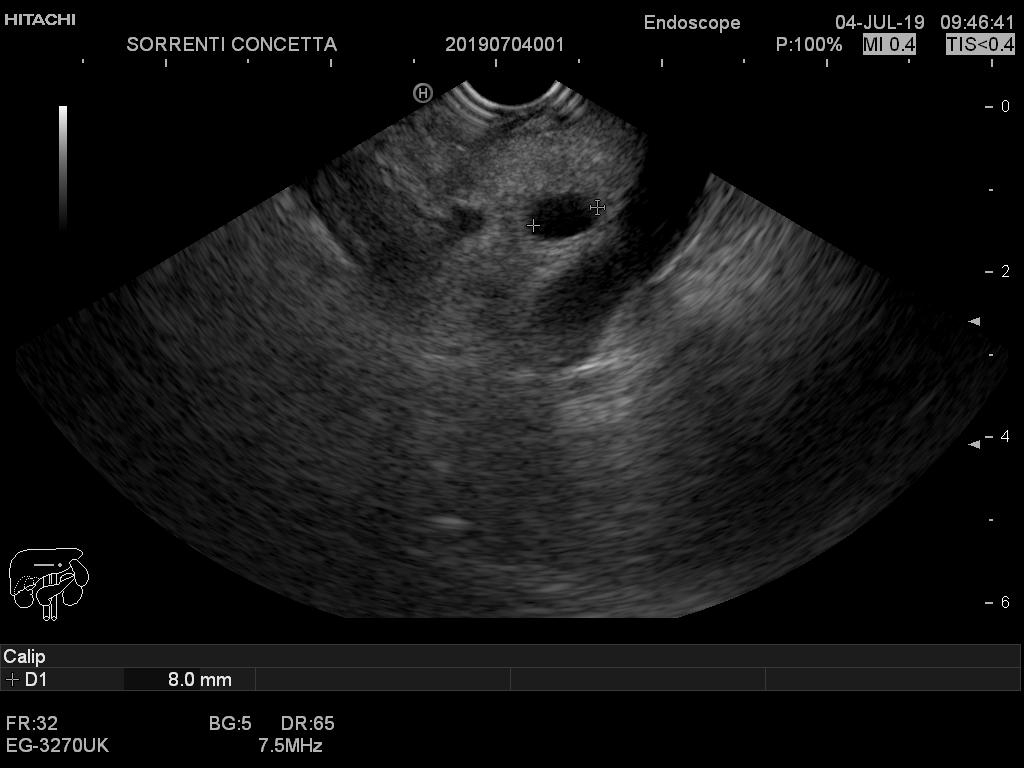 HITACHI
Endoscope 04-JUL-19 09:46:41
SORRENTI CONCETTA 20190704001 P:100% MI 0.4 TIS<0.4
H
0
2
4
6
Calip
D1 8.0 mm
FR:32 BG:5 DR:65
EG-3270UK 7.5MHz